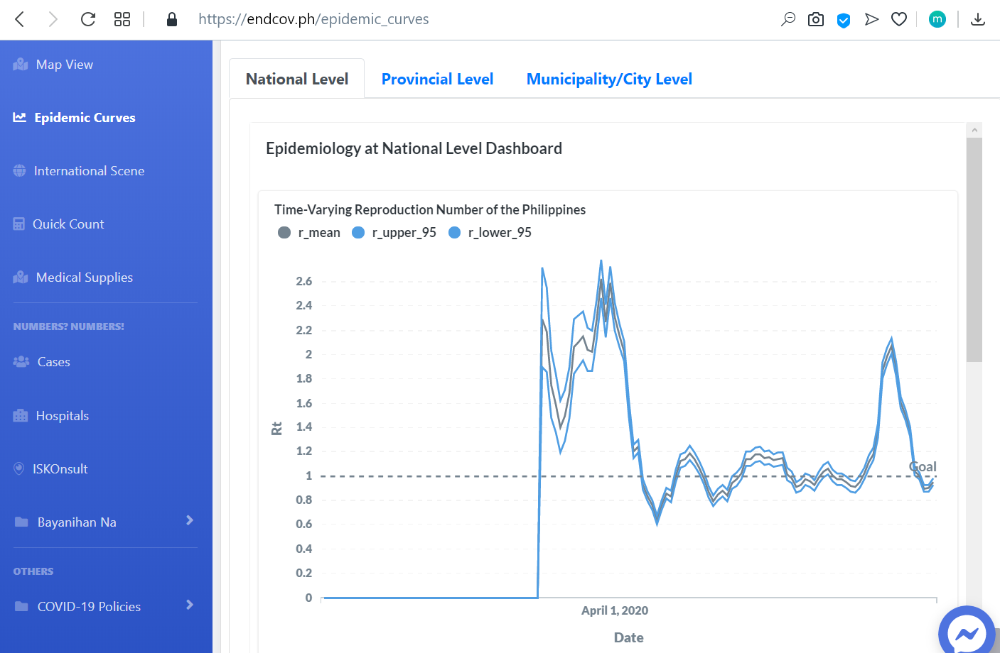 https://endcov.ph/epidemic_curves
m
Map View
Epidemic Curves
International Scene
Quick Count
Medical Supplies
NUMBERS? NUMBERS!
Cases
Hospitals
ISKOnsult
Bayanihan Na
OTHERS
COVID-19 Policies
National Level
Provincial Level
Municipality/City Level
Epidemiology at National Level Dashboard
Time-Varying Reproduction Number of the Philippines
r_mean r_upper_95 r_lower_95
2.6
2.4
2.2
2
1.8
1.6
1.4
1.2
1
0.8
0.6
0.4
0.2
0
Rt
Goal
April 1, 2020
Date